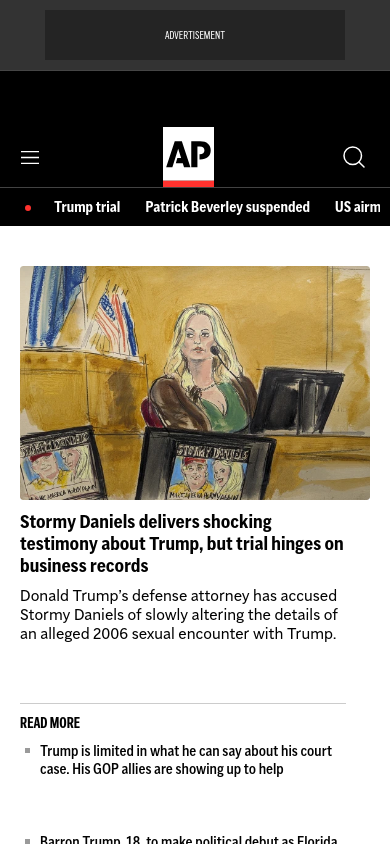 ADVERTISEMENT
AP
Trump trial
Patrick Beverley suspended
US airm
STORMY DANIELS
STORMY DANIELS
Stormy Daniels delivers shocking
testimony about Trump, but trial hinges on
business records
Donald Trump’s defense attorney has accused
Stormy Daniels of slowly altering the details of
an alleged 2006 sexual encounter with Trump.
READ MORE
Trump is limited in what he can say about his court
case. His GOP allies are showing up to help
Barron Trump, 18, to make political debut as Florida